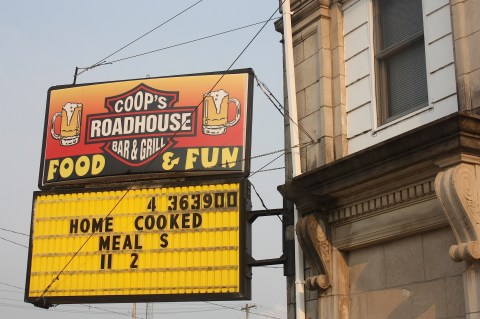 COOP'S
ROADHOUSE
BAR & GRILL
FOOD & FUN
4 363900
HOME COOKED
MEAL S
11 2